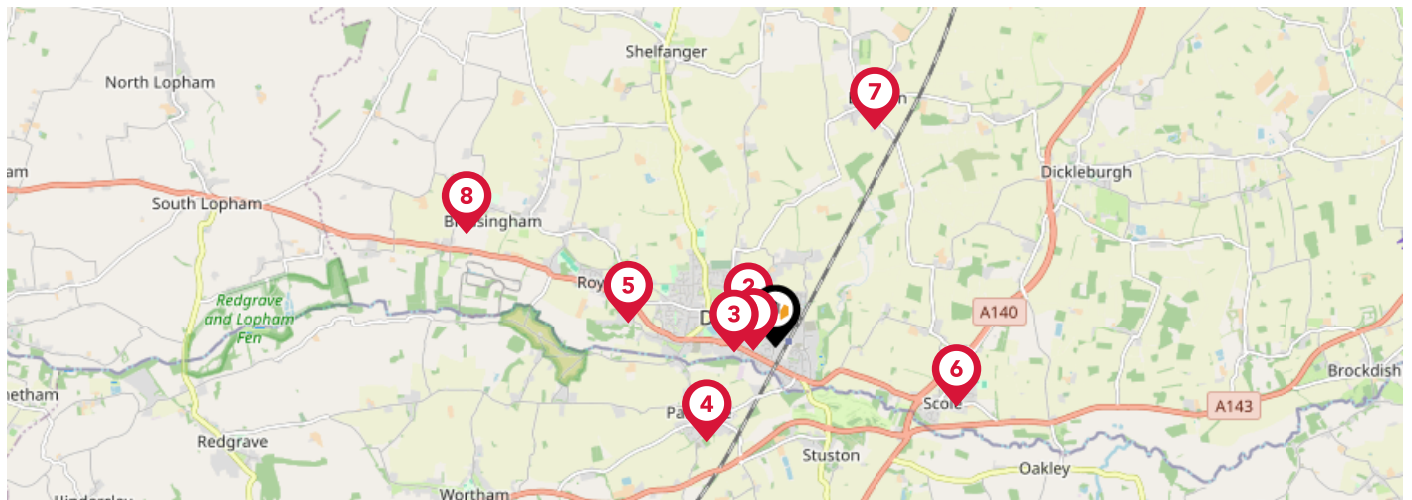 Shelfanger
North Lopham
7
am
Dickleburgh
8
South Lopham
5
2
Redgrave
and Lopham
Fen
3
A140
6
Brockdish
4
A143
Redgrave
Stuston
Oakley
Wortham